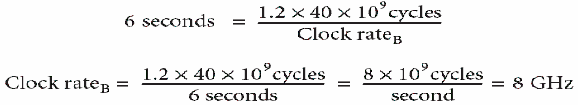 6 seconds = 1.2 × 40 × 10⁹ cycles / Clock rate_B
Clock rate_B = 1.2 × 40 × 10⁹ cycles / 6 seconds = 8 × 10⁹ cycles / second = 8 GHz